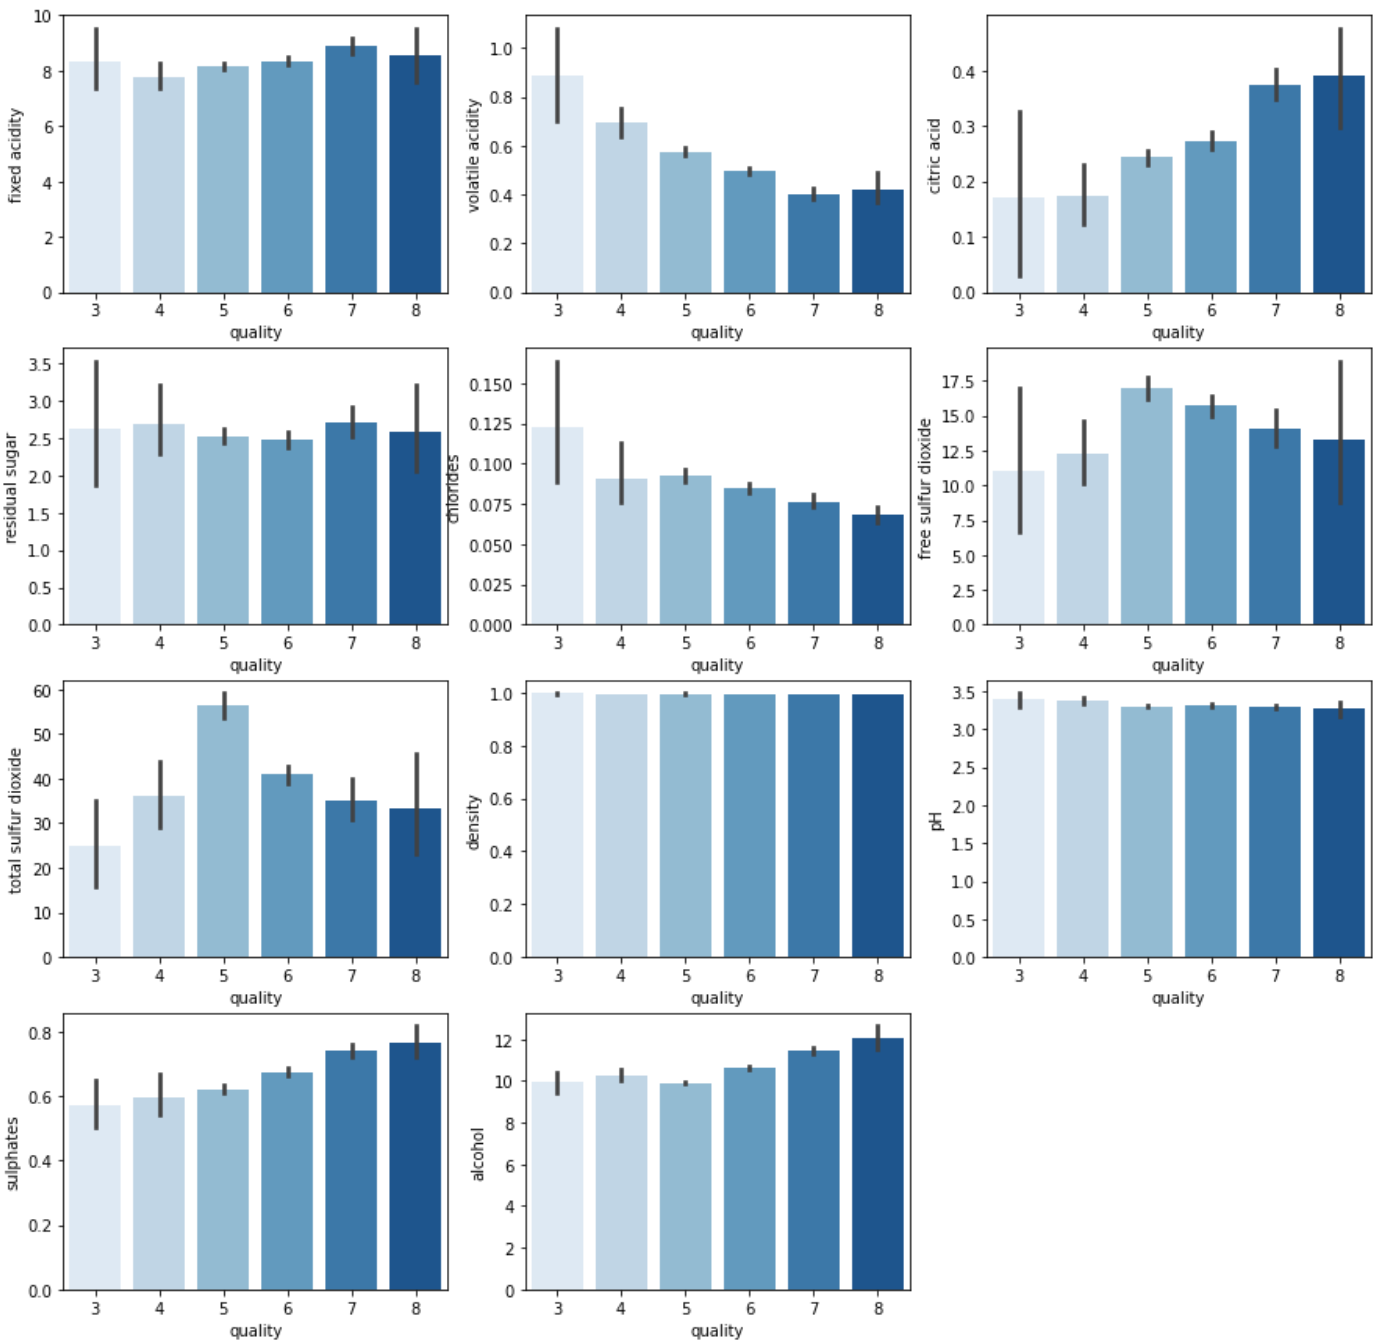 10
8
6
4
2
0
fixed acidity
3 4 5 6 7 8
quality
1.0
0.8
0.6
0.4
0.2
0.0
volatile acidity
3 4 5 6 7 8
quality
0.4
0.3
0.2
0.1
0.0
citric acid
3 4 5 6 7 8
quality
3.5
3.0
2.5
2.0
1.5
1.0
0.5
0.0
residual sugar
3 4 5 6 7 8
quality
0.150
0.125
0.100
0.075
0.050
0.025
0.000
chlorides
3 4 5 6 7 8
quality
17.5
15.0
12.5
10.0
7.5
5.0
2.5
0.0
free sulfur dioxide
3 4 5 6 7 8
quality
60
50
40
30
20
10
0
total sulfur dioxide
3 4 5 6 7 8
quality
1.0
0.8
0.6
0.4
0.2
0.0
density
3 4 5 6 7 8
quality
3.5
3.0
2.5
2.0
1.5
1.0
0.5
0.0
pH
3 4 5 6 7 8
quality
0.8
0.6
0.4
0.2
0.0
sulphates
3 4 5 6 7 8
quality
12
10
8
6
4
2
0
alcohol
3 4 5 6 7 8
quality